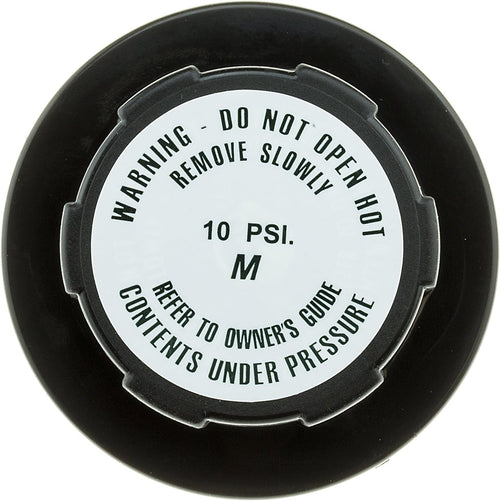 WARNING - DO NOT OPEN HOT
REMOVE SLOWLY
10 PSI.
M
REFER TO OWNER'S GUIDE
CONTENTS UNDER PRESSURE